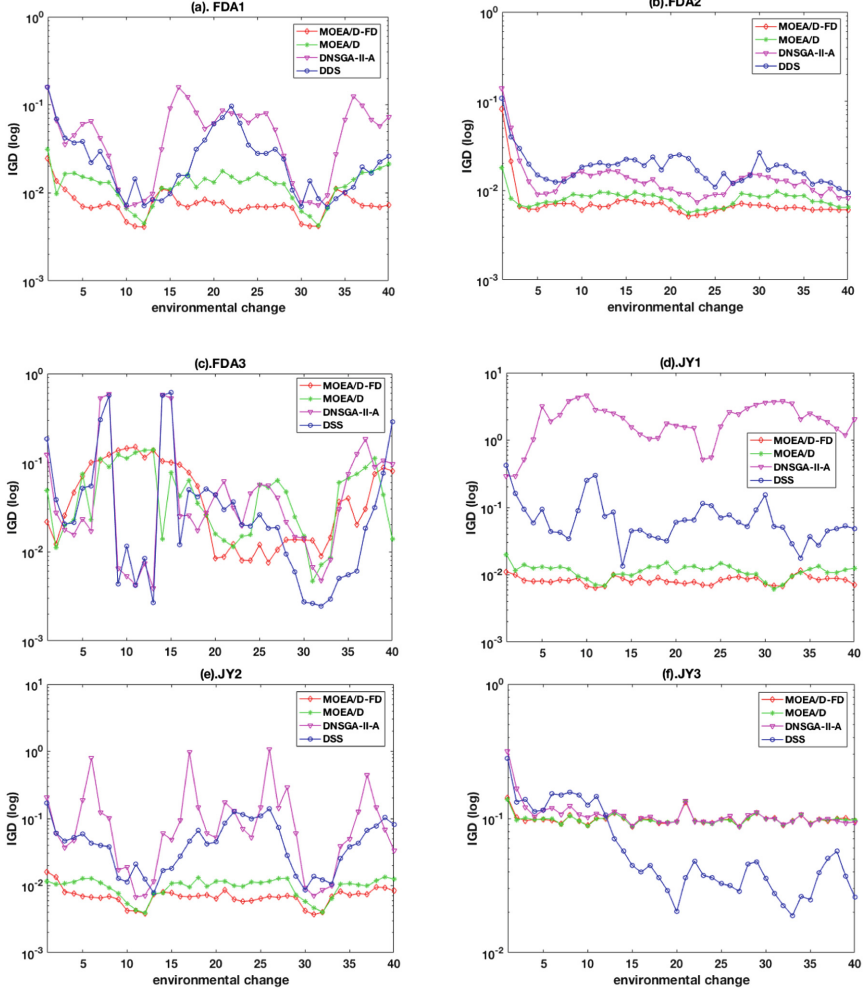 (a). FDA1
IGD (log)
10^0
10^-1
10^-2
10^-3
MOEA/D-FD
MOEA/D
DNSGA-II-A
DDS
5 10 15 20 25 30 35 40
environmental change
(b).FDA2
IGD (log)
10^0
10^-1
10^-2
10^-3
MOEA/D-FD
MOEA/D
DNSGA-II-A
DDS
5 10 15 20 25 30 35 40
environmental change
(c).FDA3
IGD (log)
10^0
10^-1
10^-2
10^-3
MOEA/D-FD
MOEA/D
DNSGA-II-A
DSS
5 10 15 20 25 30 35 40
environmental change
(d).JY1
IGD (log)
10^1
10^0
10^-1
10^-2
10^-3
MOEA/D-FD
MOEA/D
DNSGA-II-A
DSS
5 10 15 20 25 30 35 40
environmental change
(e).JY2
IGD (log)
10^1
10^0
10^-1
10^-2
10^-3
MOEA/D-FD
MOEA/D
DNSGA-II-A
DSS
5 10 15 20 25 30 35 40
environmental change
(f).JY3
IGD (log)
10^0
10^-1
10^-2
MOEA/D-FD
MOEA/D
DNSGA-II-A
DSS
5 10 15 20 25 30 35 40
environmental change